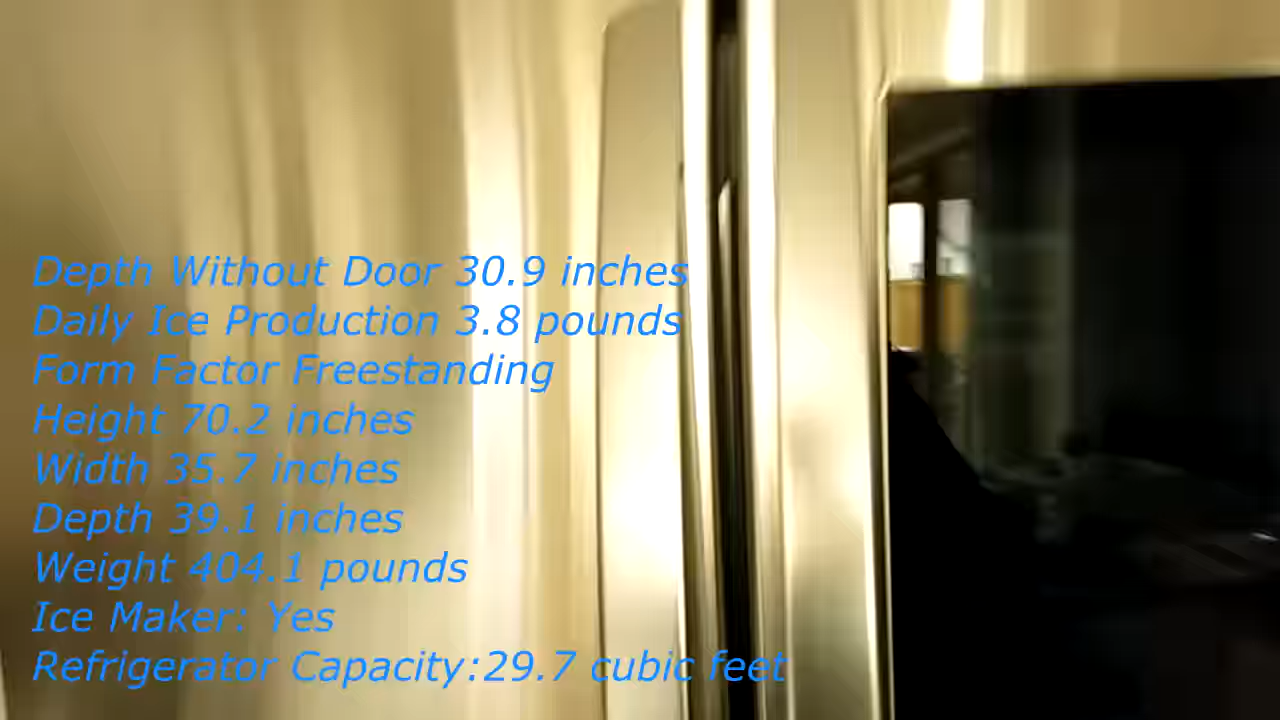 Depth Without Door 30.9 inches
Daily Ice Production 3.8 pounds
Form Factor Freestanding
Height 70.2 inches
Width 35.7 inches
Depth 39.1 inches
Weight 404.1 pounds
Ice Maker: Yes
Refrigerator Capacity:29.7 cubic feet